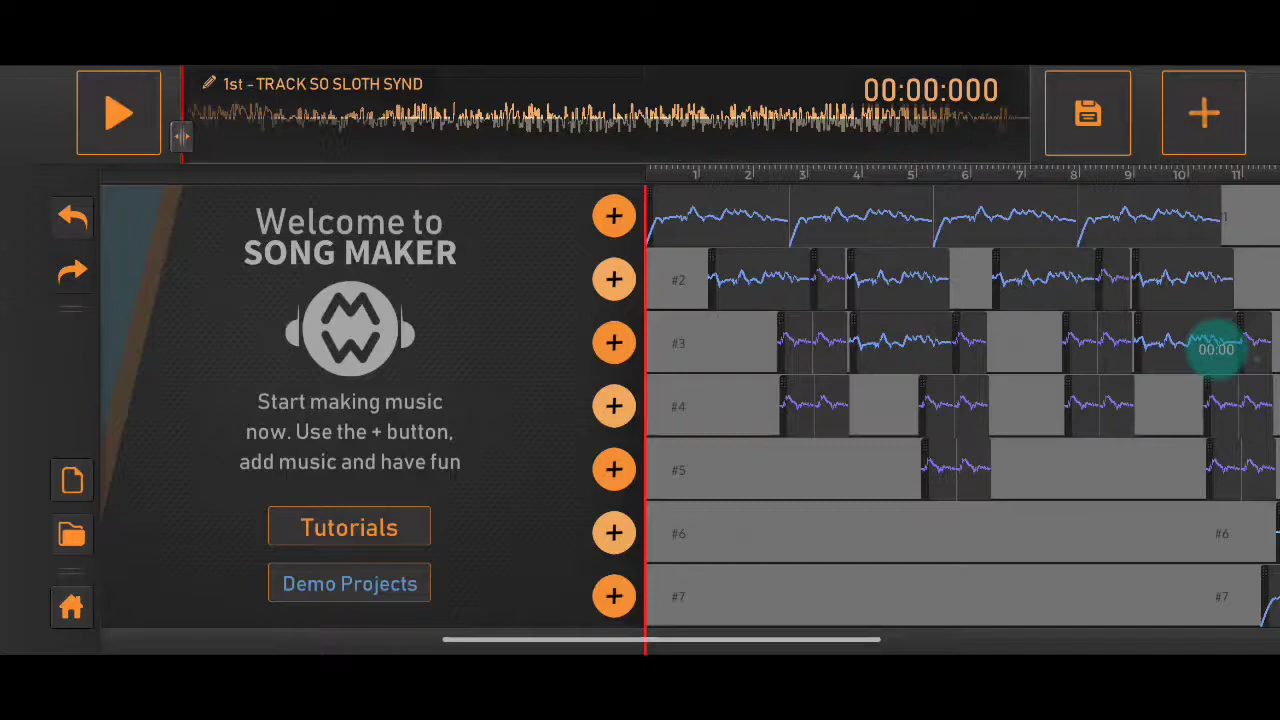 1st - TRACK SO SLOTH SYND
00:00:000
1 2 3 4 5 6 7 8 9 10 11
Welcome to
SONG MAKER
Start making music
now. Use the + button,
add music and have fun
Tutorials
Demo Projects
1
#2
#3
00:00
#4
#5
#6 #6
#7 #7